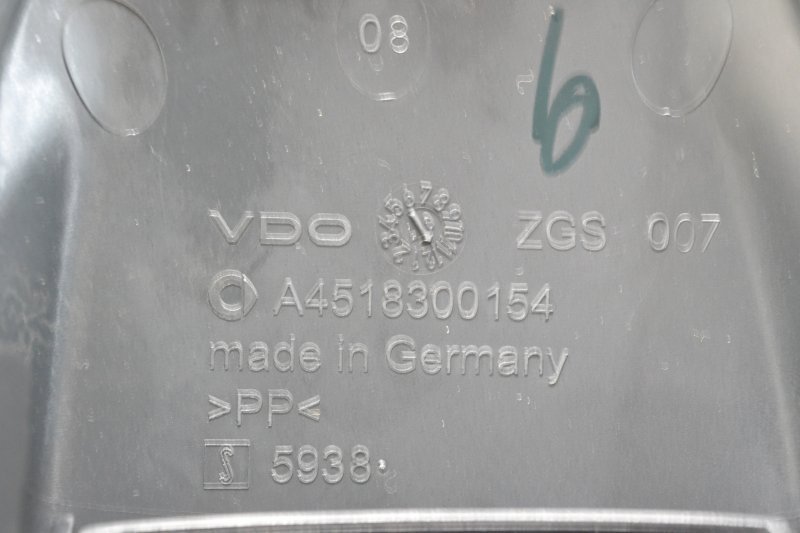 08
6
VDO ZGS 007
A4518300154
made in Germany
>PP<
5938